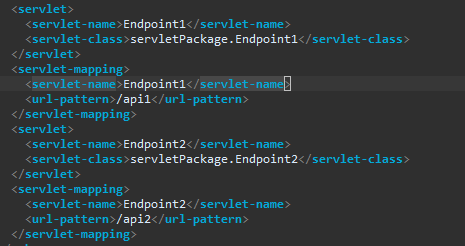 <servlet>
<servlet-name>Endpoint1</servlet-name>
<servlet-class>servletPackage.Endpoint1</servlet-class>
</servlet>
<servlet-mapping>
<servlet-name>Endpoint1</servlet-name>
<url-pattern>/api1</url-pattern>
</servlet-mapping>
<servlet>
<servlet-name>Endpoint2</servlet-name>
<servlet-class>servletPackage.Endpoint2</servlet-class>
</servlet>
<servlet-mapping>
<servlet-name>Endpoint2</servlet-name>
<url-pattern>/api2</url-pattern>
</servlet-mapping>